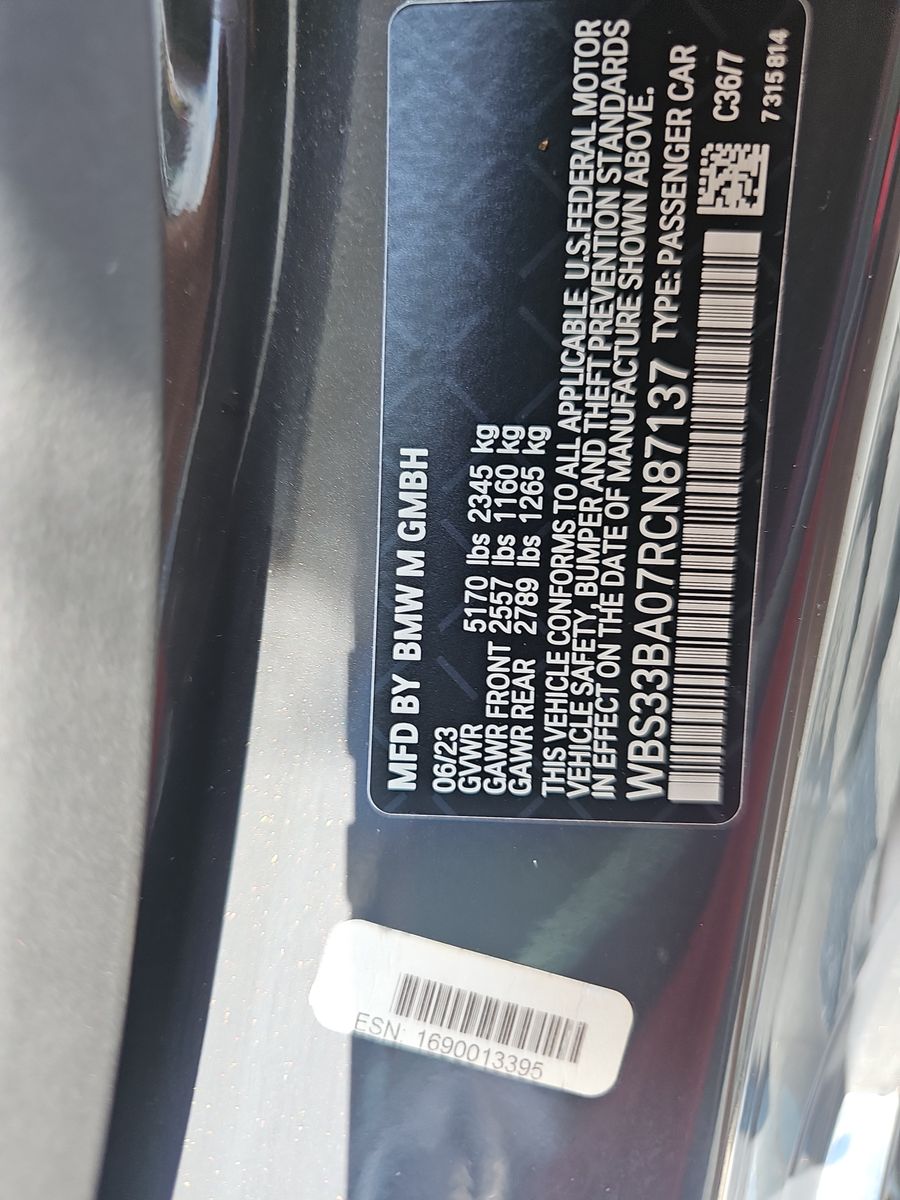 MFD BY BMW M GMBH
06/23
GVWR 5170 lbs 2345 kg
GAWR FRONT 2557 lbs 1160 kg
GAWR REAR 2789 lbs 1265 kg
THIS VEHICLE CONFORMS TO ALL APPLICABLE U.S.FEDERAL MOTOR
VEHICLE SAFETY, BUMPER AND THEFT PREVENTION STANDARDS
IN EFFECT ON THE DATE OF MANUFACTURE SHOWN ABOVE.
WBS33BA07RCN87137 TYPE: PASSENGER CAR
C36/7
7315814
ESN: 1690013395